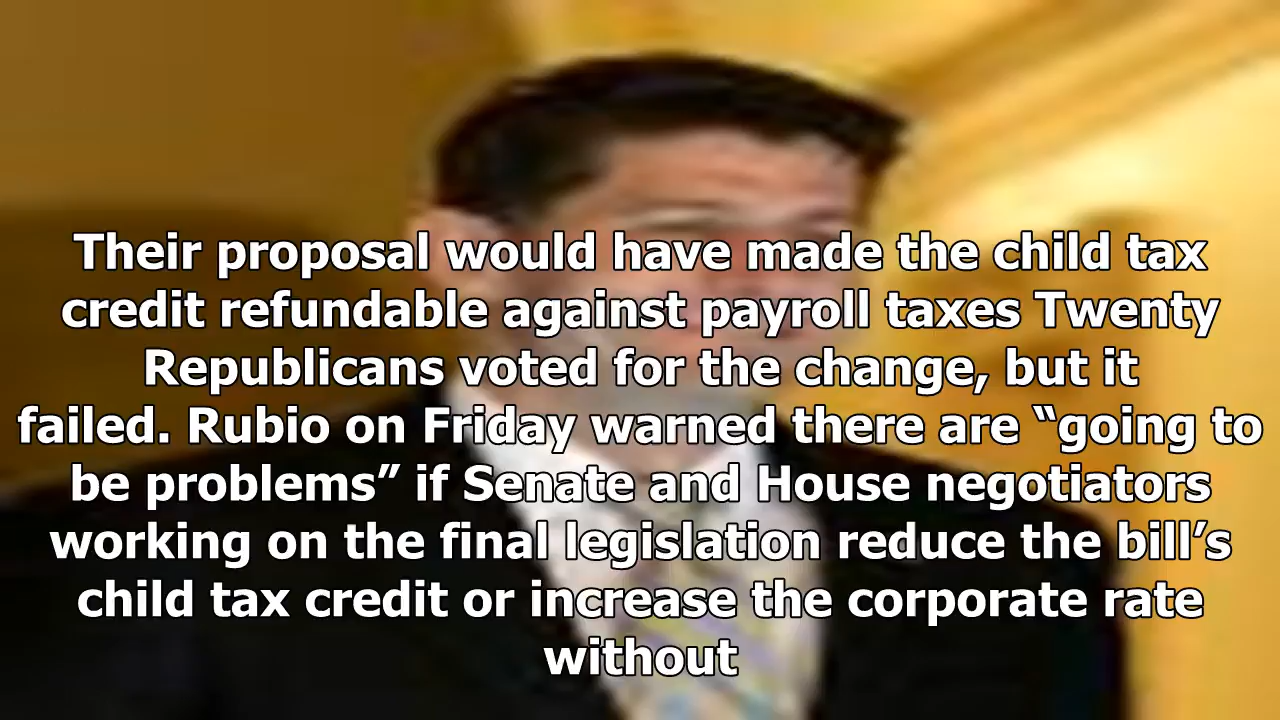 Their proposal would have made the child tax
credit refundable against payroll taxes Twenty
Republicans voted for the change, but it
failed. Rubio on Friday warned there are “going to
be problems” if Senate and House negotiators
working on the final legislation reduce the bill’s
child tax credit or increase the corporate rate
without